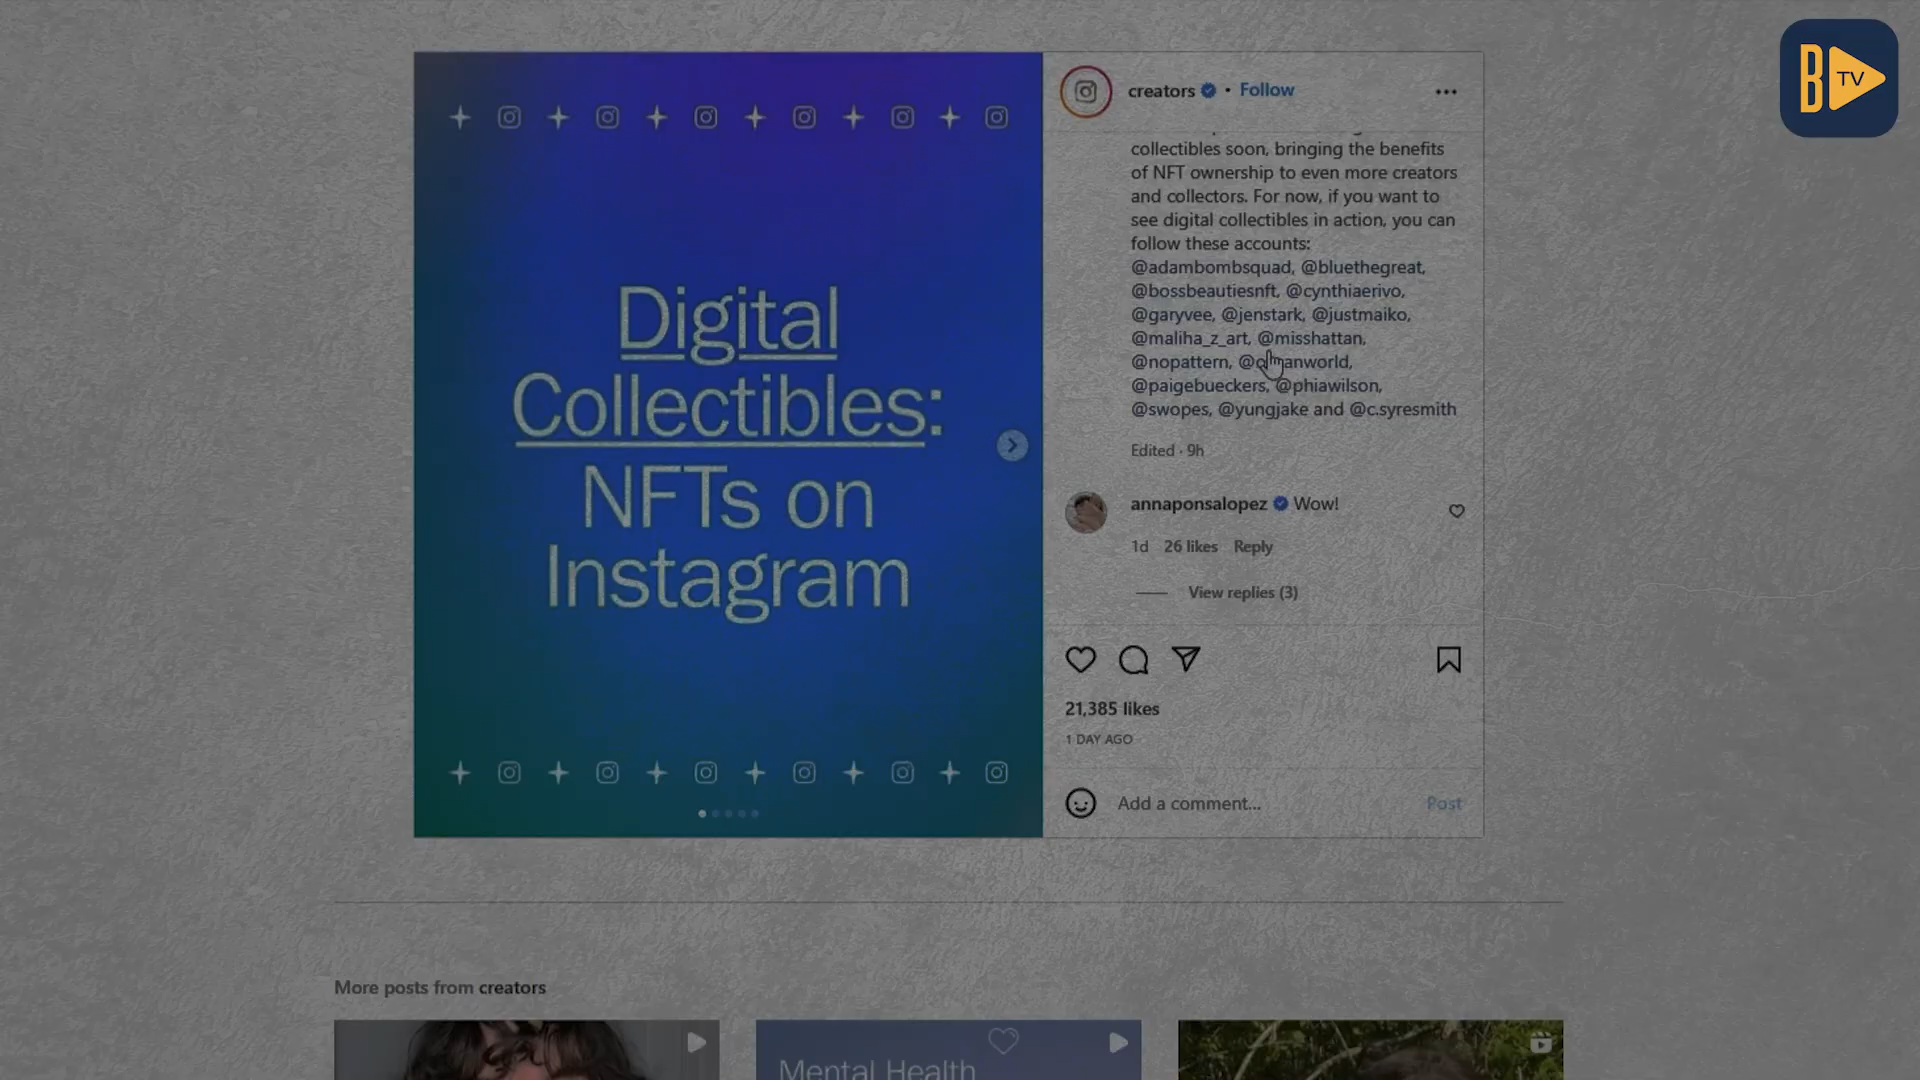 B TV
creators • Follow
collectibles soon, bringing the benefits
of NFT ownership to even more creators
and collectors. For now, if you want to
see digital collectibles in action, you can
follow these accounts:
@adambombsquad, @bluethegreat,
@bossbeautiesnft, @cynthiaerivo,
@garyvee, @jenstark, @justmaiko,
@maliha_z_art, @misshattan,
@nopattern,
@paigebueckers, @phiawilson,
@swopes, @yungjake and @c.syresmith
Edited · 9h
annaponsalopez Wow!
1d 26 likes Reply
View replies (3)
21,385 likes
1 DAY AGO
Add a comment... Post
Digital
Collectibles:
NFTs on
Instagram
More posts from creators
Mental Health